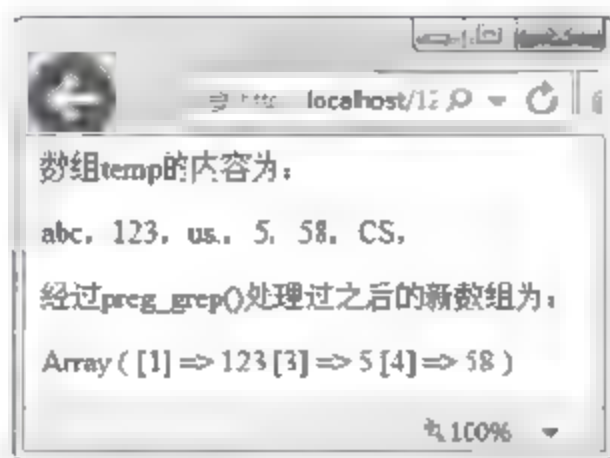 localhost/12
数组temp的内容为:
abc, 123, us., 5, 58, CS,
经过preg_grep()处理过之后的新数组为:
Array ( [1] => 123 [3] => 5 [4] => 58 )
100%